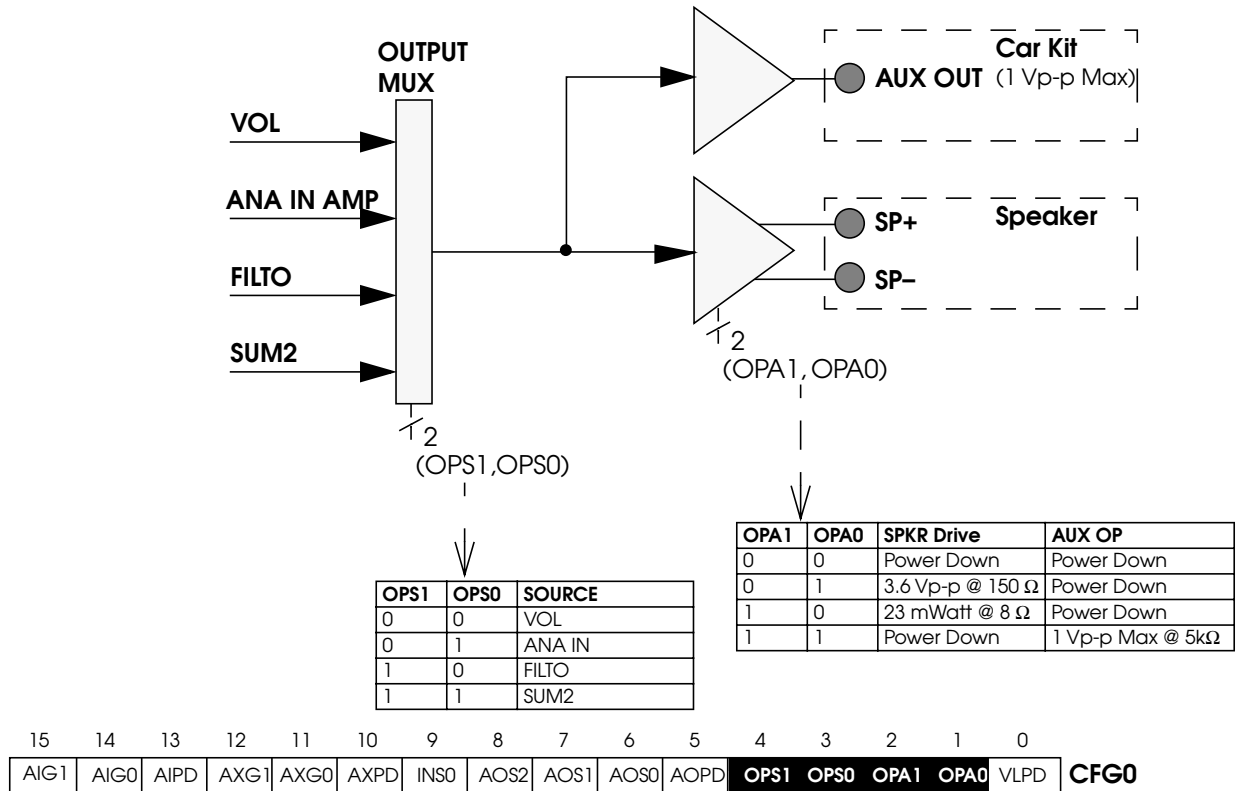 OUTPUT
MUX
VOL
ANA IN AMP
FILTO
SUM2
2
(OPS1,OPS0)
Car Kit
AUX OUT (1 Vp-p Max)
Speaker
SP+
SP–
2
(OPA1, OPA0)
OPS1 OPS0 SOURCE
0 0 VOL
0 1 ANA IN
1 0 FILTO
1 1 SUM2
OPA1 OPA0 SPKR Drive AUX OP
0 0 Power Down Power Down
0 1 3.6 Vp-p @ 150 Ω Power Down
1 0 23 mWatt @ 8 Ω Power Down
1 1 Power Down 1 Vp-p Max @ 5kΩ
15 14 13 12 11 10 9 8 7 6 5 4 3 2 1 0
AIG1 AIG0 AIPD AXG1 AXG0 AXPD INS0 AOS2 AOS1 AOS0 AOPD OPS1 OPS0 OPA1 OPA0 VLPD CFG0